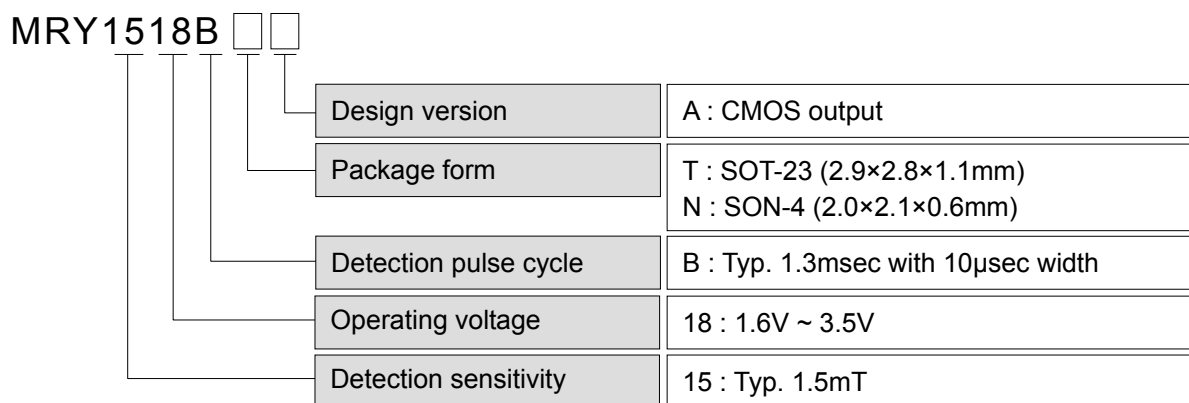 MRY1518B
Design version
A : CMOS output
Package form
T : SOT-23 (2.9×2.8×1.1mm)
N : SON-4 (2.0×2.1×0.6mm)
Detection pulse cycle
B : Typ. 1.3msec with 10µsec width
Operating voltage
18 : 1.6V ~ 3.5V
Detection sensitivity
15 : Typ. 1.5mT